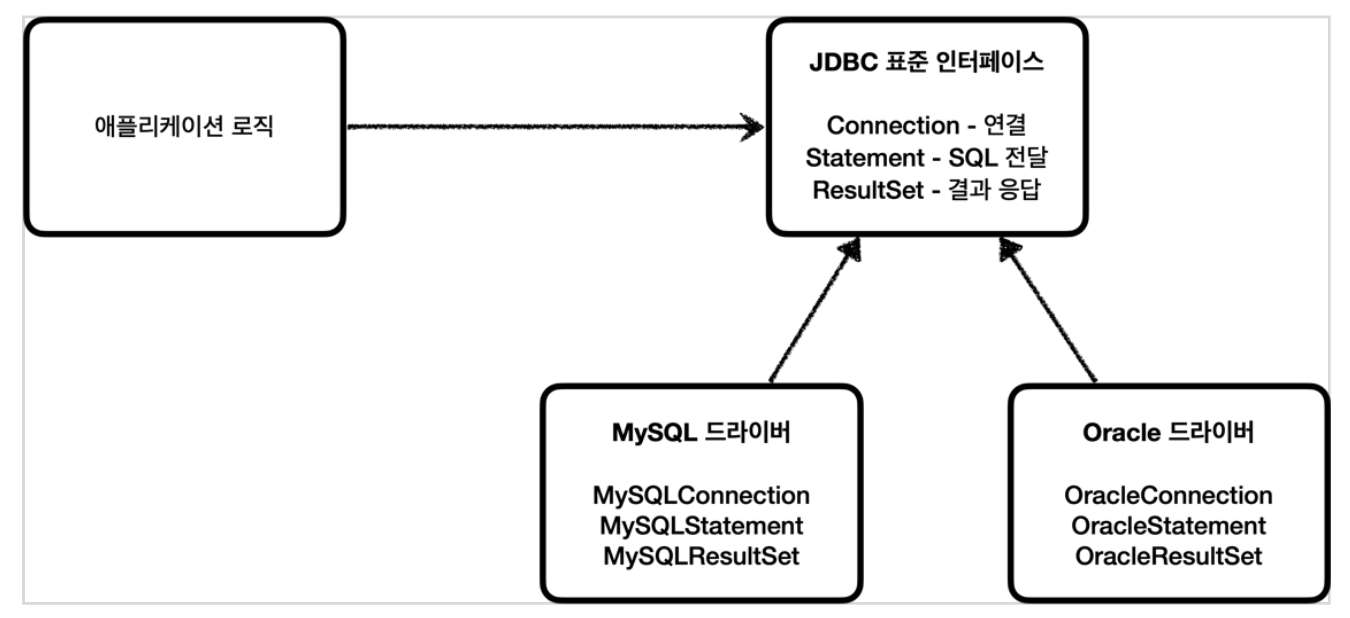 애플리케이션 로직
JDBC 표준 인터페이스
Connection - 연결
Statement - SQL 전달
ResultSet - 결과 응답
MySQL 드라이버
MySQLConnection
MySQLStatement
MySQLResultSet
Oracle 드라이버
OracleConnection
OracleStatement
OracleResultSet